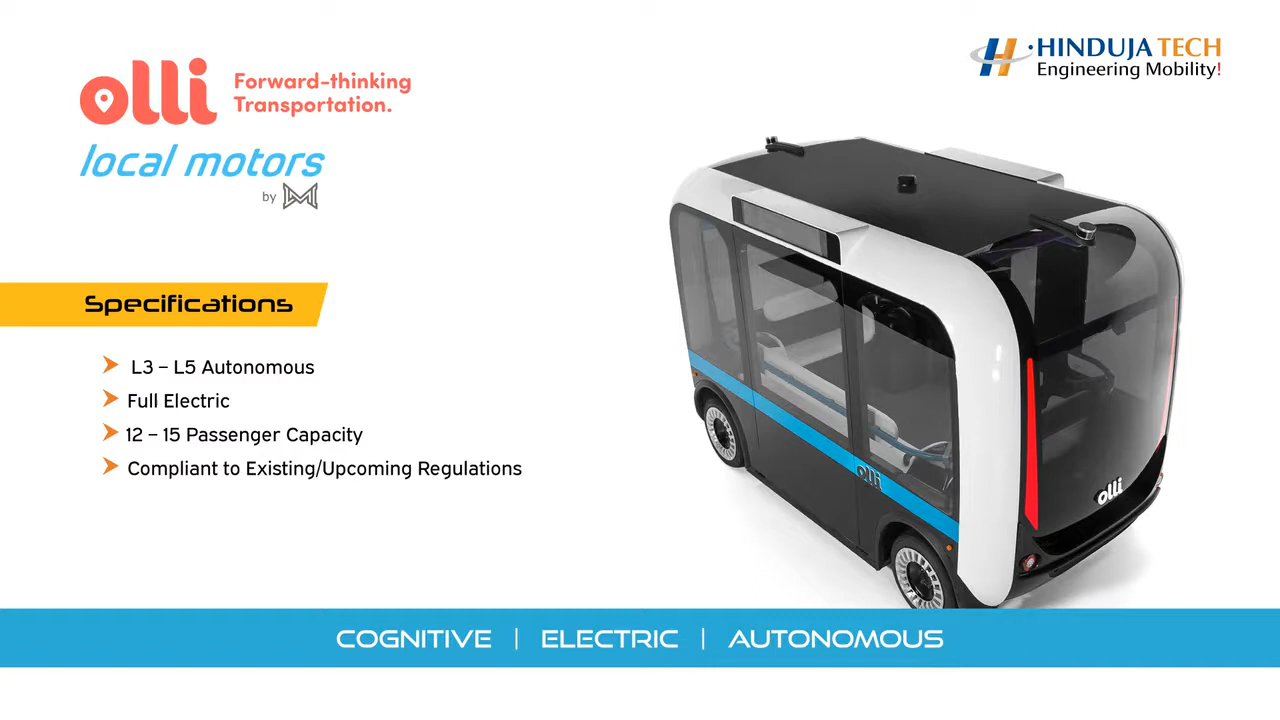 olli
Forward-thinking
Transportation.
local motors
by LM
HINDUJA TECH
Engineering Mobility!
Specifications
L3 – L5 Autonomous
Full Electric
12 – 15 Passenger Capacity
Compliant to Existing/Upcoming Regulations
olli
olli
COGNITIVE | ELECTRIC | AUTONOMOUS